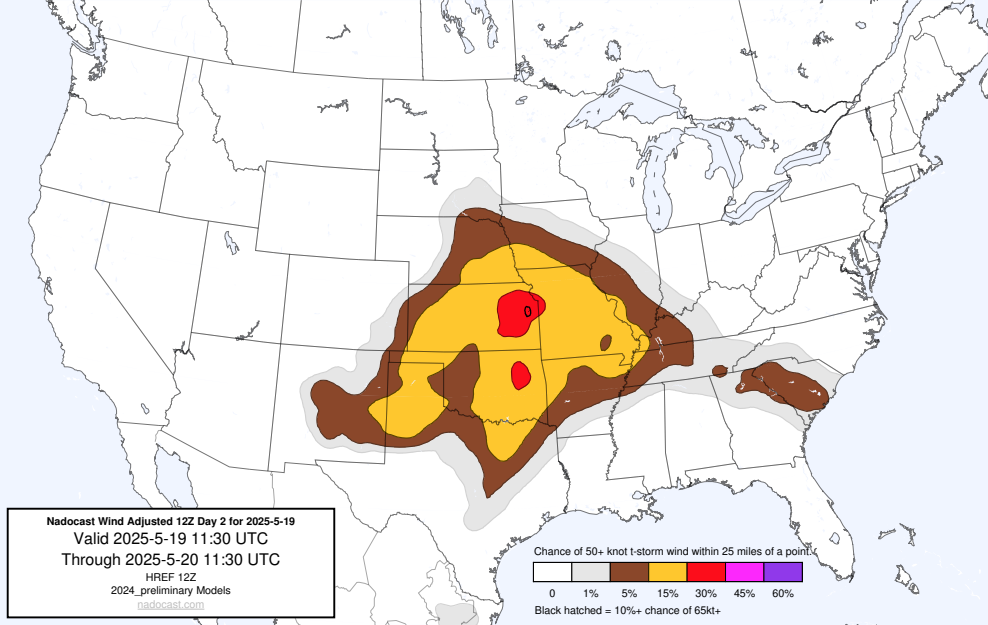 Nadocast Wind Adjusted 12Z Day 2 for 2025-5-19
Valid 2025-5-19 11:30 UTC
Through 2025-5-20 11:30 UTC
HREF 12Z
2024_preliminary Models
nadocast.com
Chance of 50+ knot t-storm wind within 25 miles of a point.
0 1% 5% 15% 30% 45% 60%
Black hatched = 10%+ chance of 65kt+